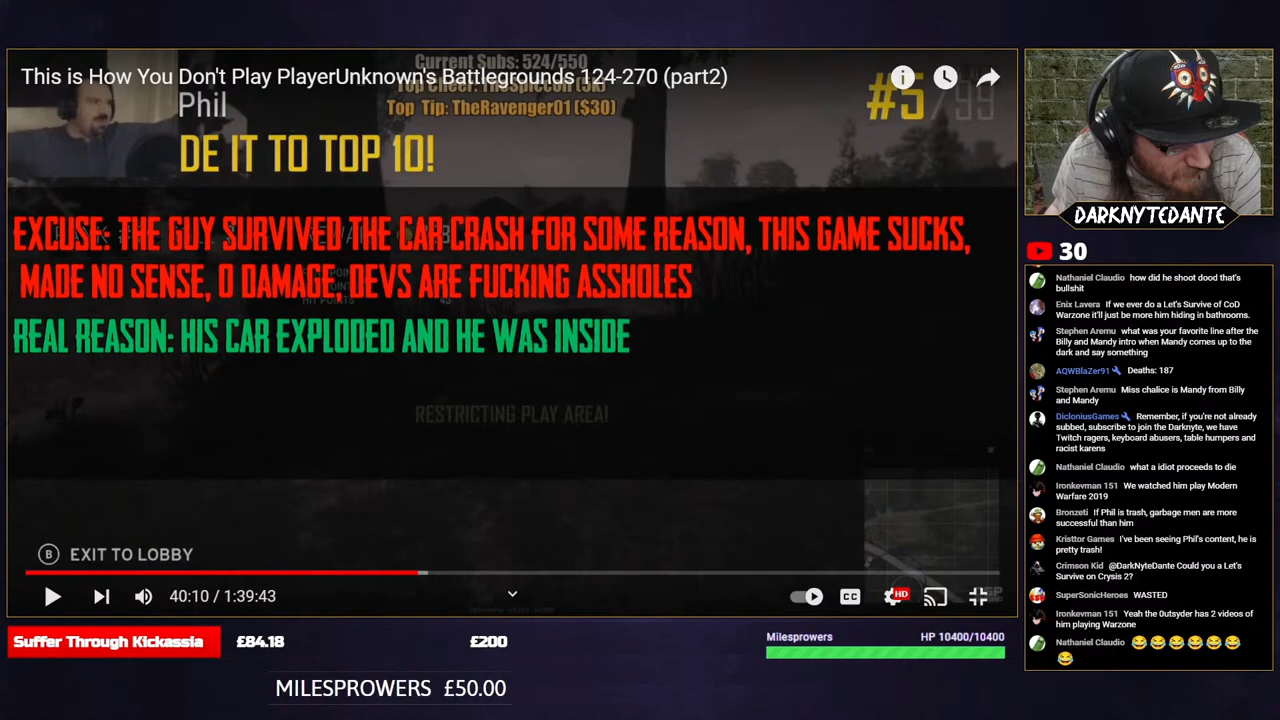 This is How You Don't Play PlayerUnknown's Battlegrounds 124-270 (part2)
Current Subs: 524/550
Top Tip: TheRavenger01 ($30)
Phil
DE IT TO TOP 10!
#5/99
EXCUSE: THE GUY SURVIVED THE CAR CRASH FOR SOME REASON, THIS GAME SUCKS,
MADE NO SENSE, 0 DAMAGE, DEVS ARE FUCKING ASSHOLES
REAL REASON: HIS CAR EXPLODED AND HE WAS INSIDE
RESTRICTING PLAY AREA!
B EXIT TO LOBBY
40:10 / 1:39:43
CC
HD
Suffer Through Kickassia
£84.18
£200
Milesprowers
HP 10400/10400
MILESPROWERS £50.00
DARKNYTEDANTE
30
Nathaniel Claudio how did he shoot dood that's
bullshit
Enix Lavera If we ever do a Let's Survive of CoD
Warzone it'll just be more him hiding in bathrooms.
Stephen Aremu what was your favorite line after the
Billy and Mandy intro when Mandy comes up to the
dark and say something
AQWBlaZer91 Deaths: 187
Stephen Aremu Miss chalice is Mandy from Billy
and Mandy
DicloniusGames Remember, if you're not already
subbed, subscribe to join the Darknyte, we have
Twitch ragers, keyboard abusers, table humpers and
racist karens
Nathaniel Claudio what a idiot proceeds to die
Ironkevman 151 We watched him play Modern
Warfare 2019
Bronzeti If Phil is trash, garbage men are more
successful than him
Kristtor Games I've been seeing Phil's content, he is
pretty trash!
Crimson Kid @DarkNyteDante Could you a Let's
Survive on Crysis 2?
SuperSonicHeroes WASTED
Ironkevman 151 Yeah the 0utsyder has 2 videos of
him playing Warzone
Nathaniel Claudio 😂😂😂😂😂😂
😂